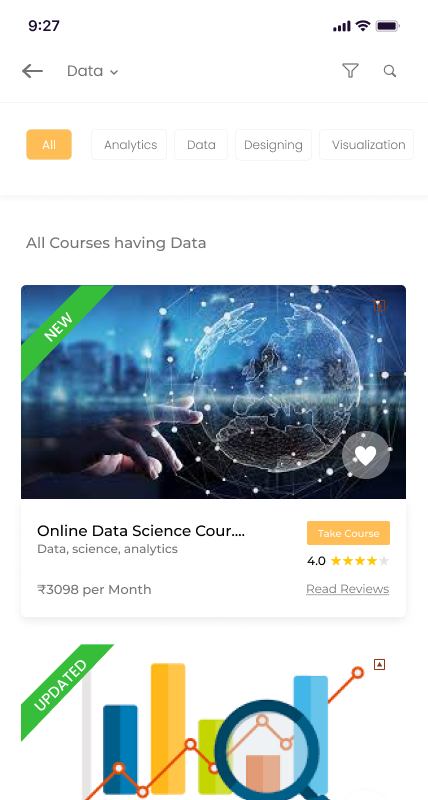 9:27
Data
All
Analytics
Data
Designing
Visualization
All Courses having Data
NEW
Online Data Science Cour....
Take Course
Data, science, analytics
4.0
₹3098 per Month
Read Reviews
UPDATED